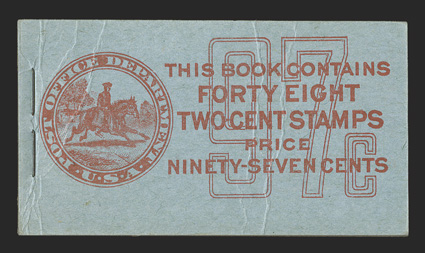 POST OFFICE DEPARTMENT U.S.
97c
THIS BOOK CONTAINS
FORTY EIGHT
TWO CENT STAMPS
PRICE
NINETY-SEVEN CENTS